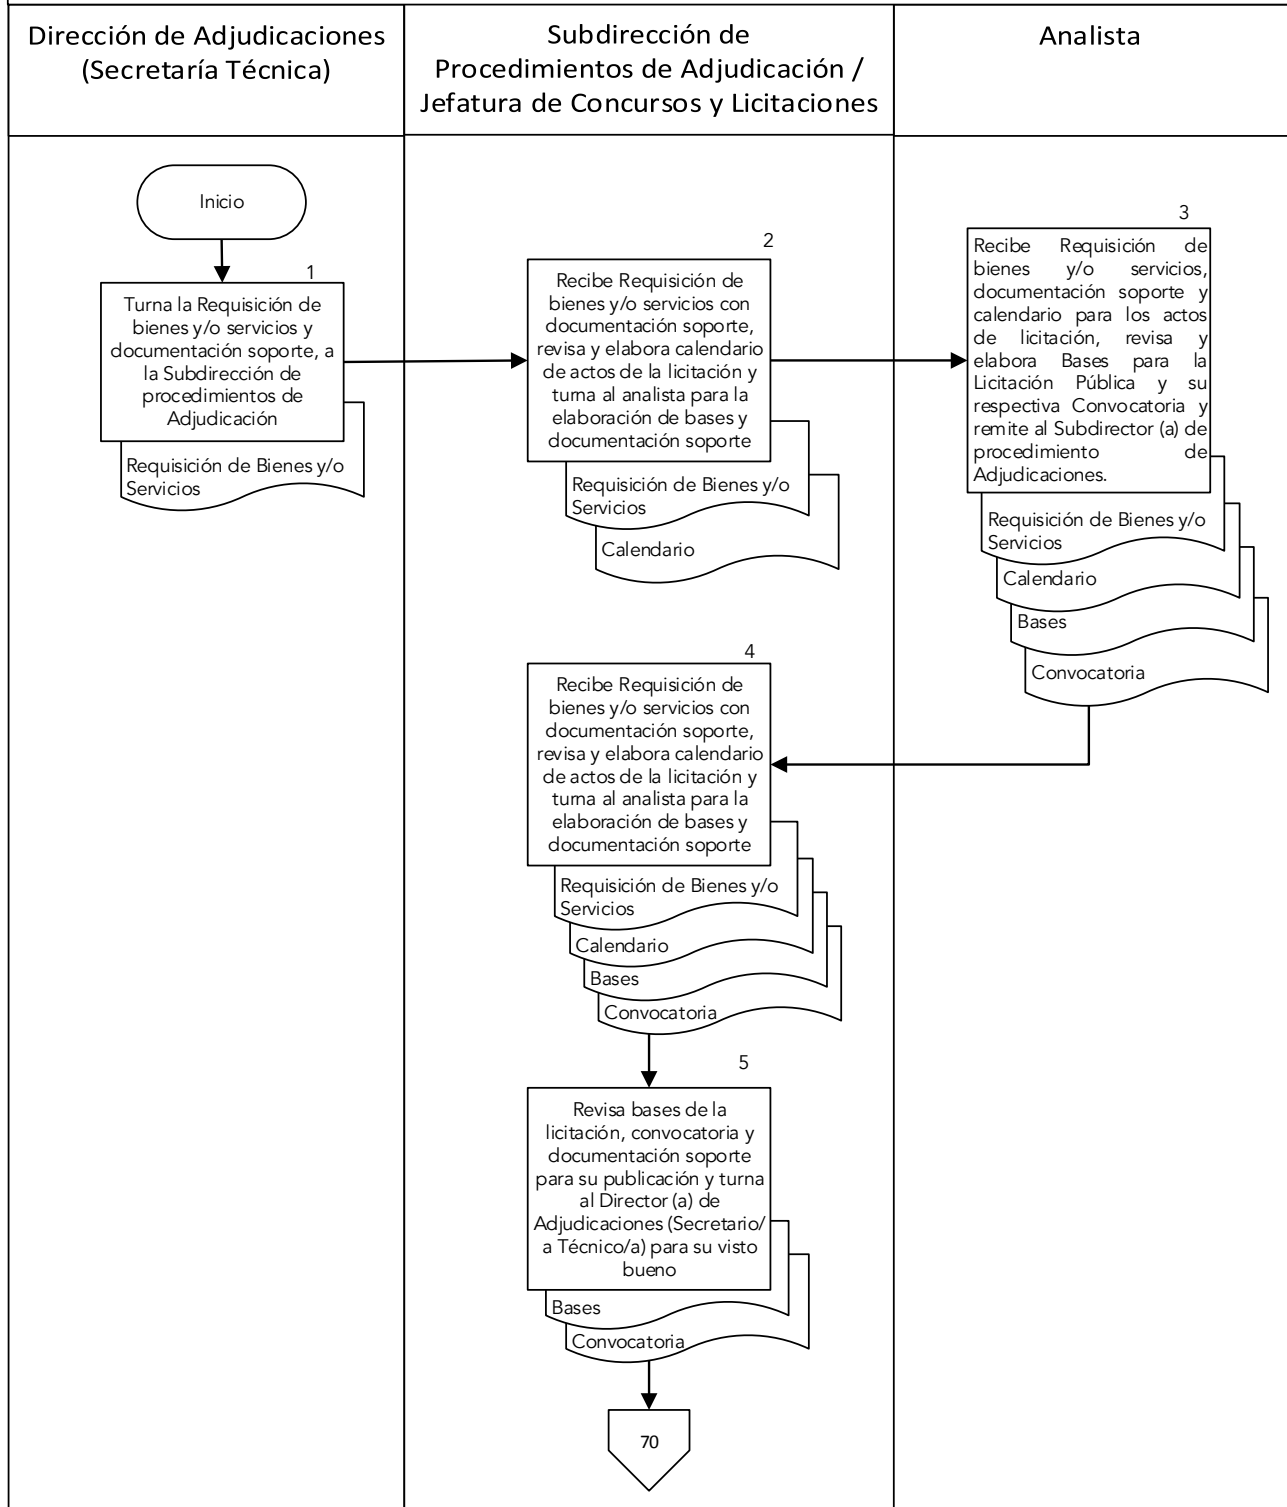 Dirección de Adjudicaciones
(Secretaría Técnica)
Subdirección de
Procedimientos de Adjudicación /
Jefatura de Concursos y Licitaciones
Analista
Inicio
1
Turna la Requisición de
bienes y/o servicios y
documentación soporte, a
la Subdirección de
procedimientos de
Adjudicación
Requisición de Bienes y/o
Servicios
2
Recibe Requisición de
bienes y/o servicios con
documentación soporte,
revisa y elabora calendario
de actos de la licitación y
turna al analista para la
elaboración de bases y
documentación soporte
Requisición de Bienes y/o
Servicios
Calendario
3
Recibe Requisición de
bienes y/o servicios,
documentación soporte y
calendario para los actos
de licitación, revisa y
elabora Bases para la
Licitación Pública y su
respectiva Convocatoria y
remite al Subdirector (a) de
procedimiento de
Adjudicaciones.
Requisición de Bienes y/o
Servicios
Calendario
Bases
Convocatoria
4
Recibe Requisición de
bienes y/o servicios con
documentación soporte,
revisa y elabora calendario
de actos de la licitación y
turna al analista para la
elaboración de bases y
documentación soporte
Requisición de Bienes y/o
Servicios
Calendario
Bases
Convocatoria
5
Revisa bases de la
licitación, convocatoria y
documentación soporte
para su publicación y turna
al Director (a) de
Adjudicaciones (Secretario/
a Técnico/a) para su visto
bueno
Bases
Convocatoria
70